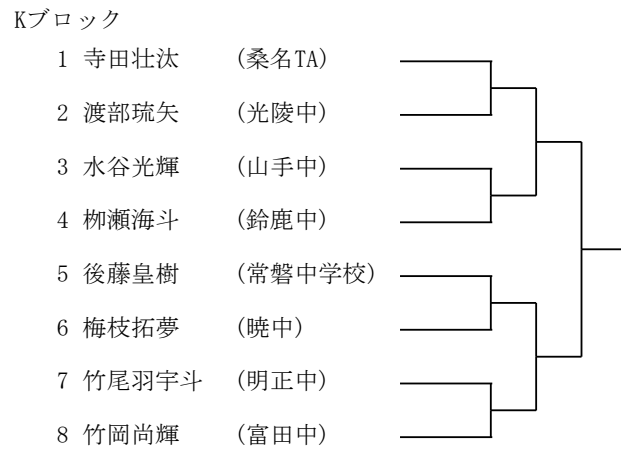 Kブロック
1 寺田壮汰 (桑名TA)
2 渡部琉矢 (光陵中)
3 水谷光輝 (山手中)
4 栁瀬海斗 (鈴鹿中)
5 後藤皇樹 (常磐中学校)
6 梅枝拓夢 (暁中)
7 竹尾羽宇斗 (明正中)
8 竹岡尚輝 (富田中)